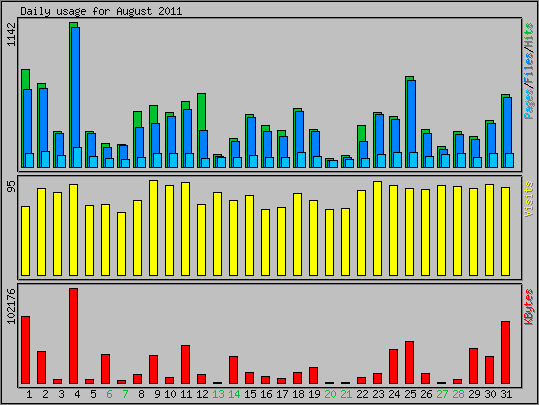 Daily usage for August 2011
1142
Pages/Files/Hits
95
Visits
102176
KBytes
1 2 3 4 5 6 7 8 9 10 11 12 13 14 15 16 17 18 19 20 21 22 23 24 25 26 27 28 29 30 31